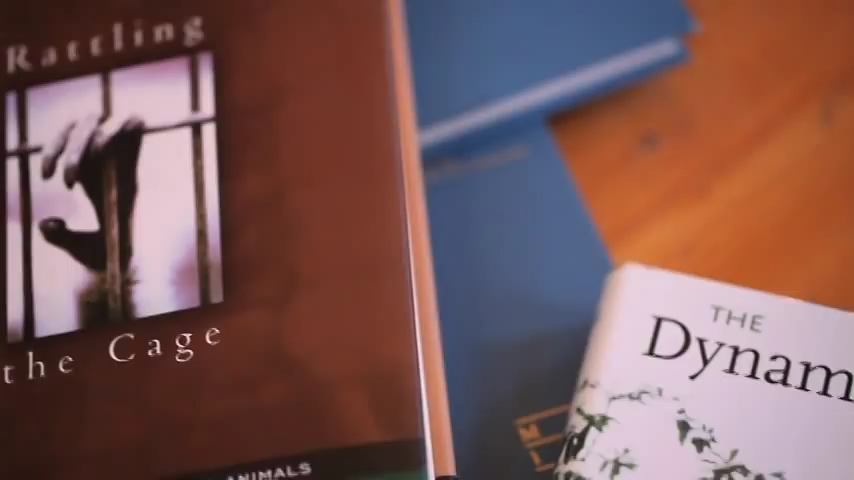 Rattling
the Cage
ANIMALS
THE
Dynam
M
L